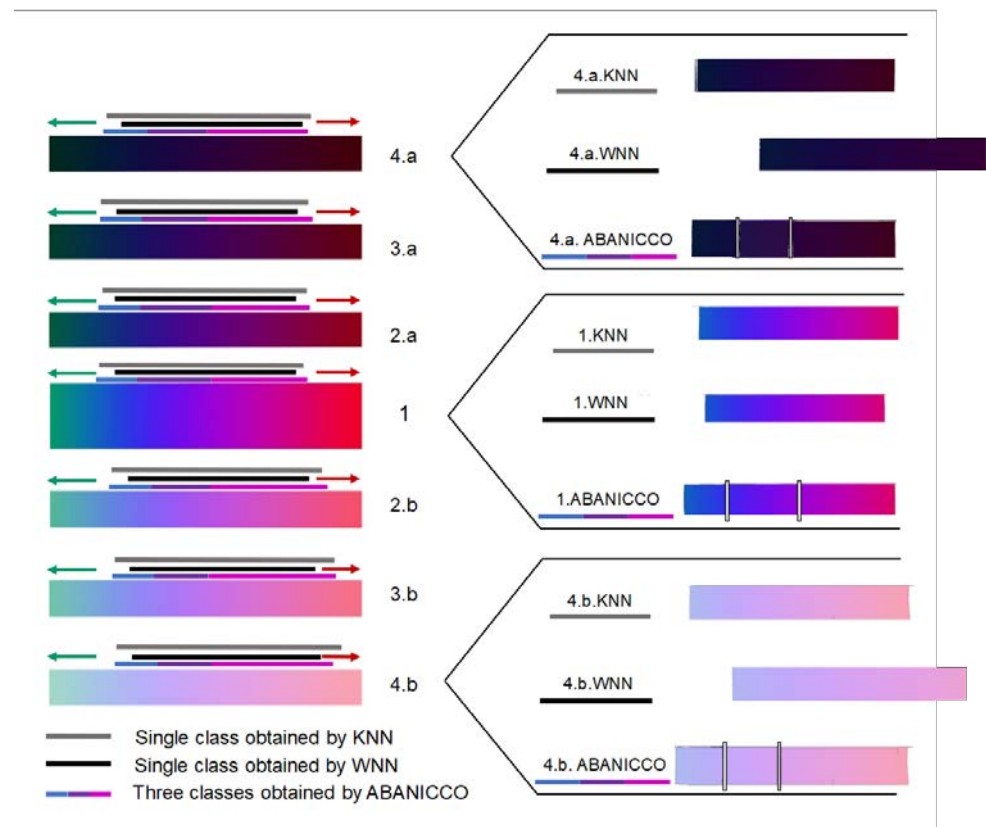 4.a
3.a
2.a
1
2.b
3.b
4.b
Single class obtained by KNN
Single class obtained by WNN
Three classes obtained by ABANICCO
4.a.KNN
4.a.WNN
4.a. ABANICCO
1.KNN
1.WNN
1.ABANICCO
4.b.KNN
4.b.WNN
4.b. ABANICCO